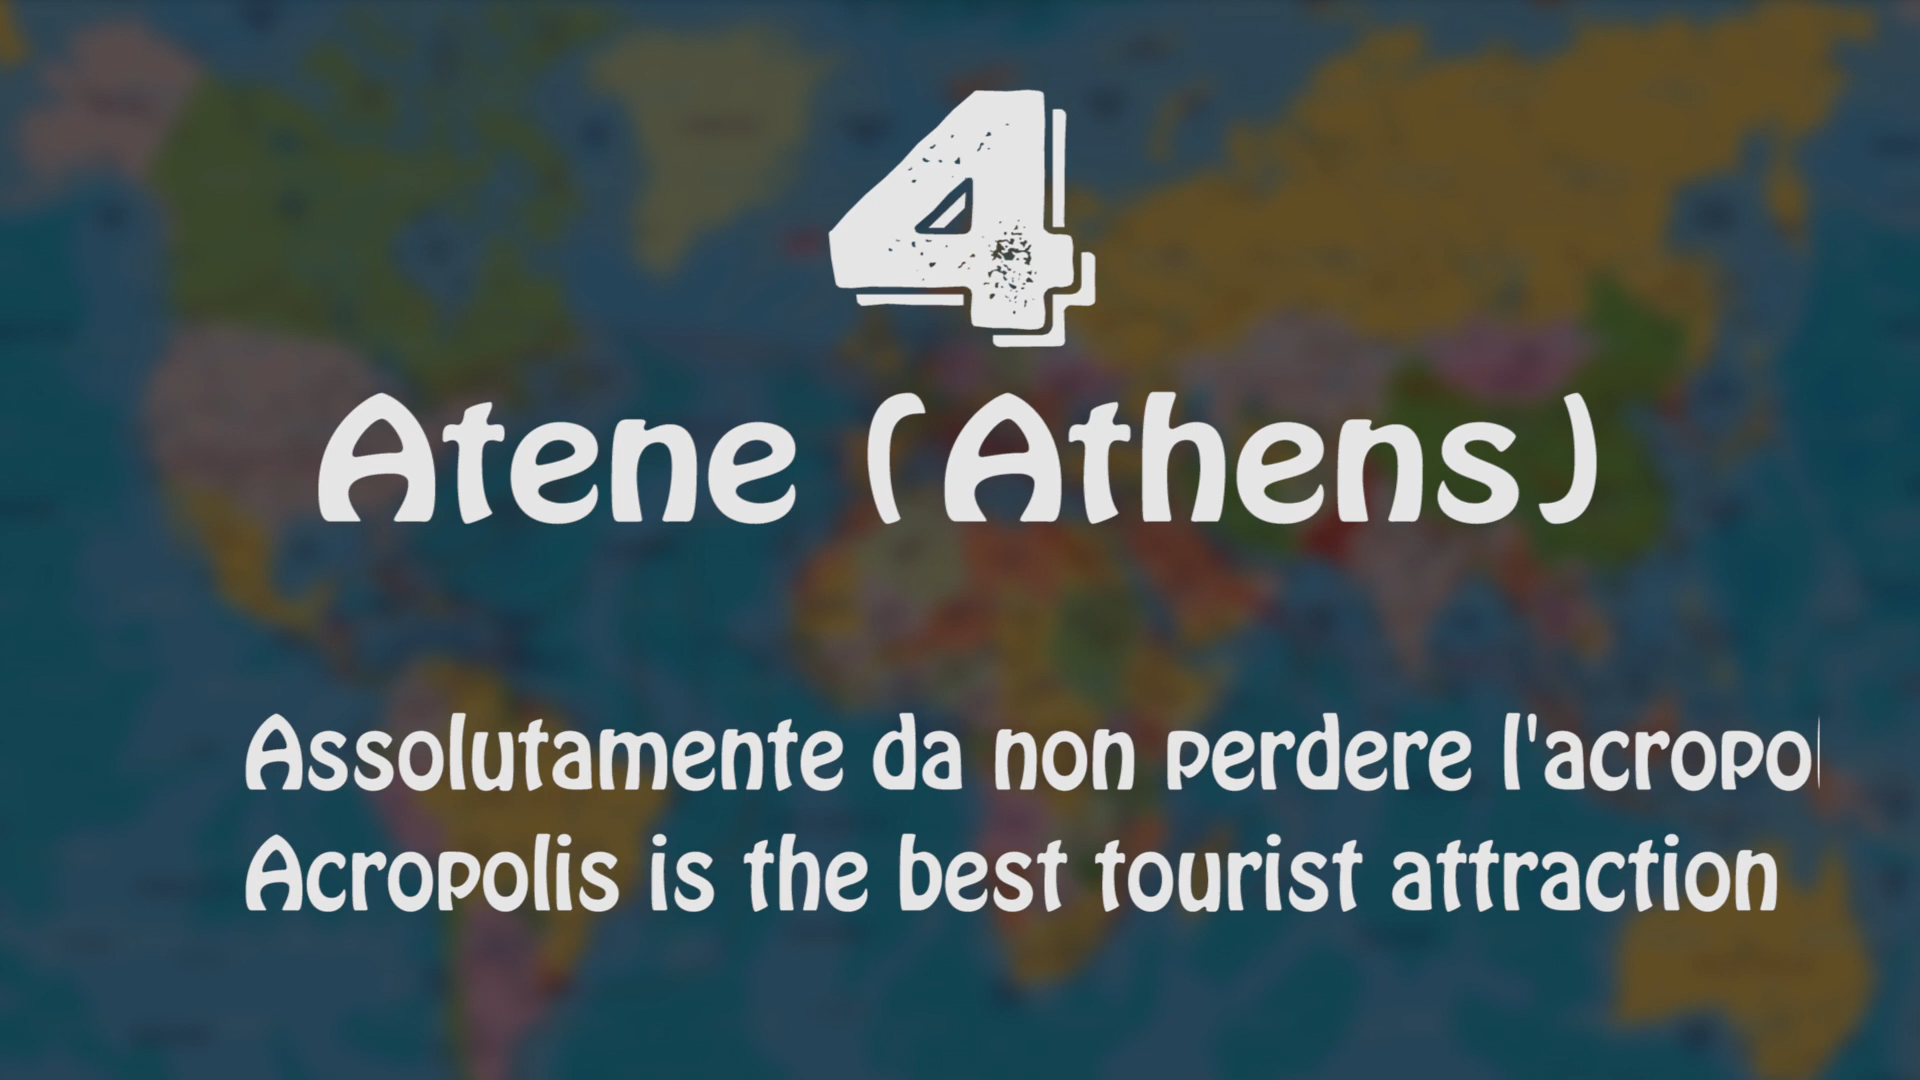 4
Atene (Athens)
Assolutamente da non perdere l'acropol
Acropolis is the best tourist attraction